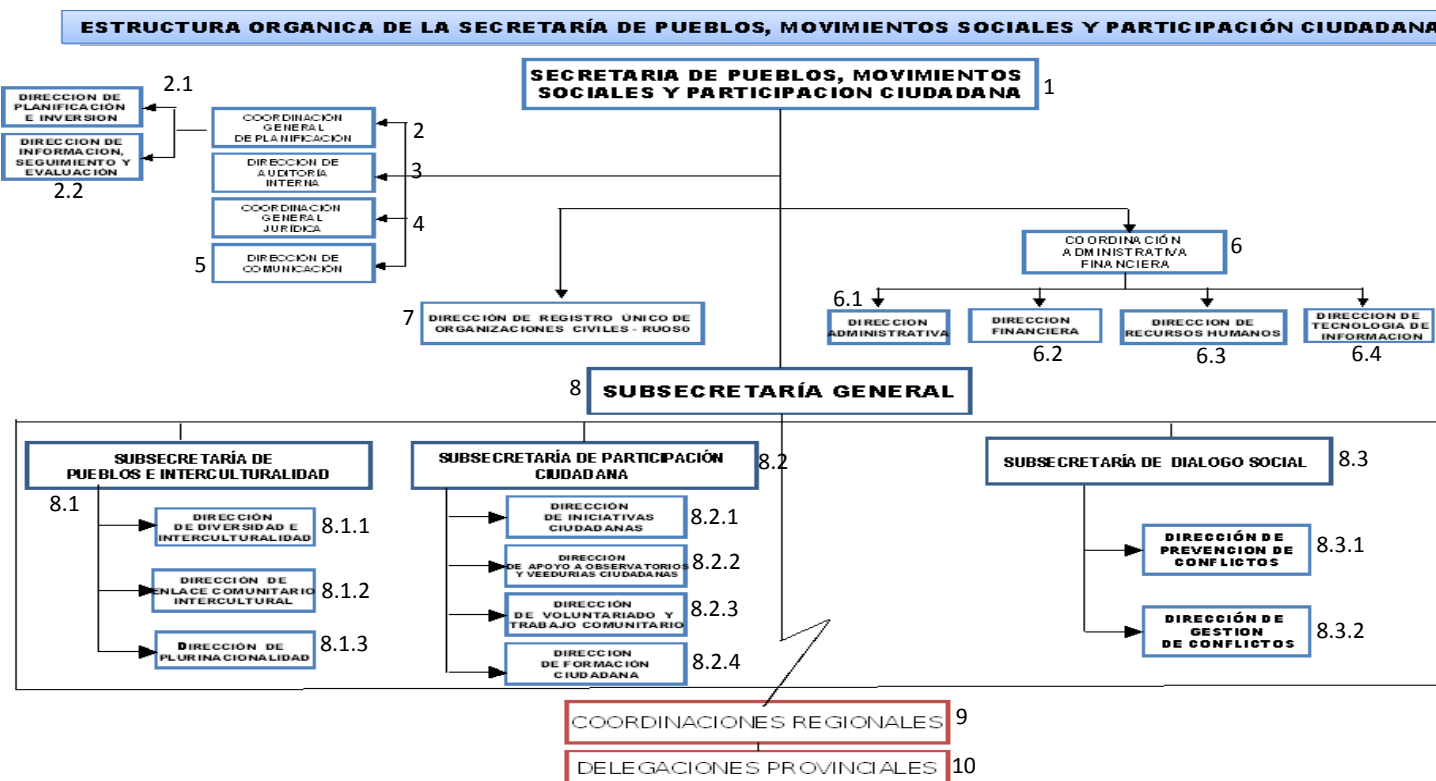 ESTRUCTURA ORGANICA DE LA SECRETARÍA DE PUEBLOS, MOVIMIENTOS SOCIALES Y PARTICIPACIÓN CIUDADANA
SECRETARIA DE PUEBLOS, MOVIMIENTOS
SOCIALES Y PARTICIPACION CIUDADANA
1
2.1
DIRECCION DE
PLANIFICACIÓN
E INVERSION
DIRECCION DE
INFORMACION,
SEGUIMIENTO Y
EVALUACIÓN
2.2
COORDINACIÓN
GENERAL
DE PLANIFICACIÓN
2
DIRECCIÓN DE
AUDITORÍA
INTERNA
3
COORDINACIÓN
GENERAL
JURÍDICA
4
5
DIRECCIÓN DE
COMUNICACIÓN
COORDINACIÓN
ADMINISTRATIVA
FINANCIERA
6
7
DIRECCIÓN DE REGISTRO ÚNICO DE
ORGANIZACIONES CIVILES - RUOS0
6.1
DIRECCION
ADMINISTRATIVA
DIRECCION
FINANCIERA
6.2
DIRECCION DE
RECURSOS HUMANOS
6.3
DIRECCION DE
TECNOLOGIA DE
INFORMACION
6.4
8
SUBSECRETARÍA GENERAL
SUBSECRETARÍA DE
PUEBLOS E INTERCULTURALIDAD
8.1
DIRECCIÓN
DE DIVERSIDAD E
INTERCULTURALIDAD
8.1.1
DIRECCIÓN DE
ENLACE COMUNITARIO
INTERCULTURAL
8.1.2
DIRECCIÓN DE
PLURINACIONALIDAD
8.1.3
SUBSECRETARÍA DE PARTICIPACIÓN
CIUDADANA
8.2
DIRECCIÓN
DE INICIATIVAS
CIUDADANAS
8.2.1
DIRECCIÓN
DE APOYO A OBSERVATORIOS
Y VEEDURIAS CIUDADANAS
8.2.2
DIRECCIÓN
DE VOLUNTARIADO Y
TRABAJO COMUNITARIO
8.2.3
DIRECCION
DE FORMACIÓN
CIUDADANA
8.2.4
SUBSECRETARÍA DE DIALOGO SOCIAL
8.3
DIRECCIÓN DE
PREVENCION DE
CONFLICTOS
8.3.1
DIRECCIÓN DE
GESTION
DE CONFLICTOS
8.3.2
COORDINACIONES REGIONALES
9
DELEGACIONES PROVINCIALES
10